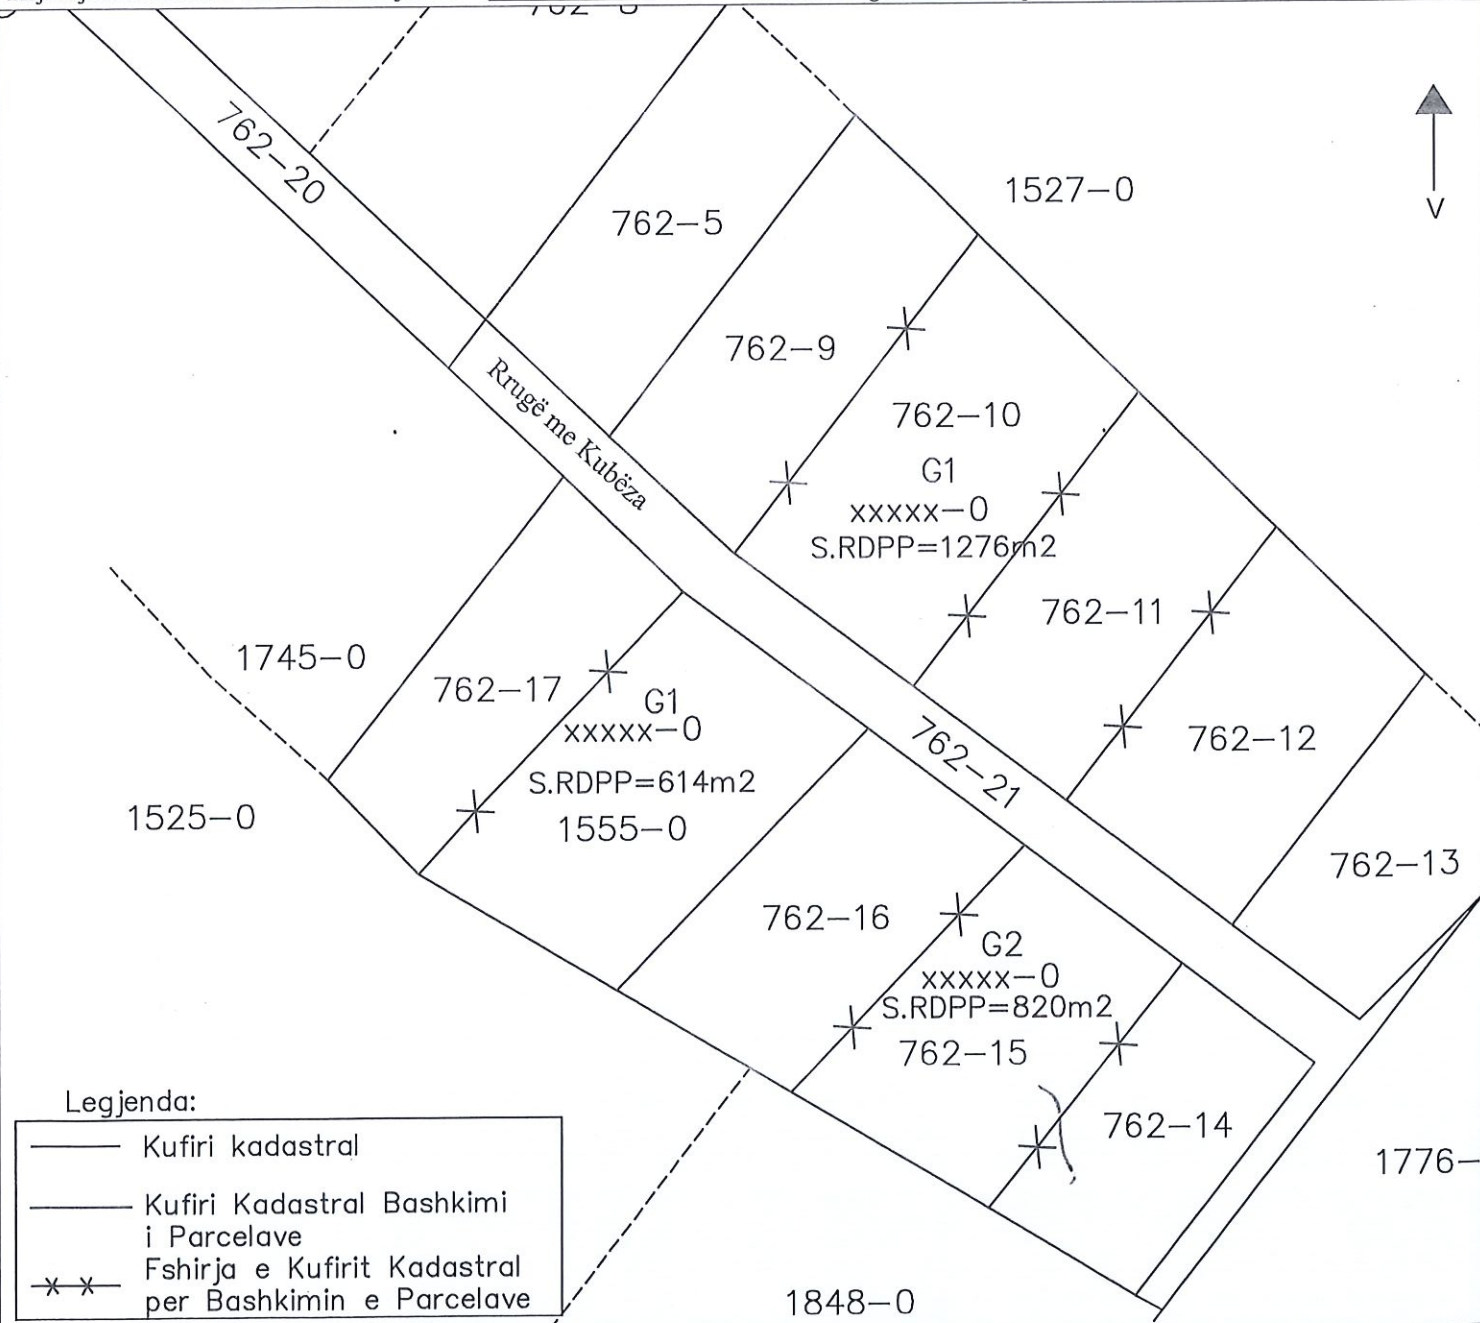 762-20
762-5
1527-0
V
762-9
762-10
G1
xxxxx-0
S.RDPP=1276m2
Rrugë me Kubëza
762-11
1745-0
762-17
G1
xxxxx-0
S.RDPP=614m2
1555-0
762-21
762-12
1525-0
762-13
762-16
G2
xxxxx-0
S.RDPP=820m2
762-15
762-14
1776-
1848-0
Legjenda:
Kufiri kadastral
Kufiri Kadastral Bashkimi
i Parcelave
Fshirja e Kufirit Kadastral
per Bashkimin e Parcelave